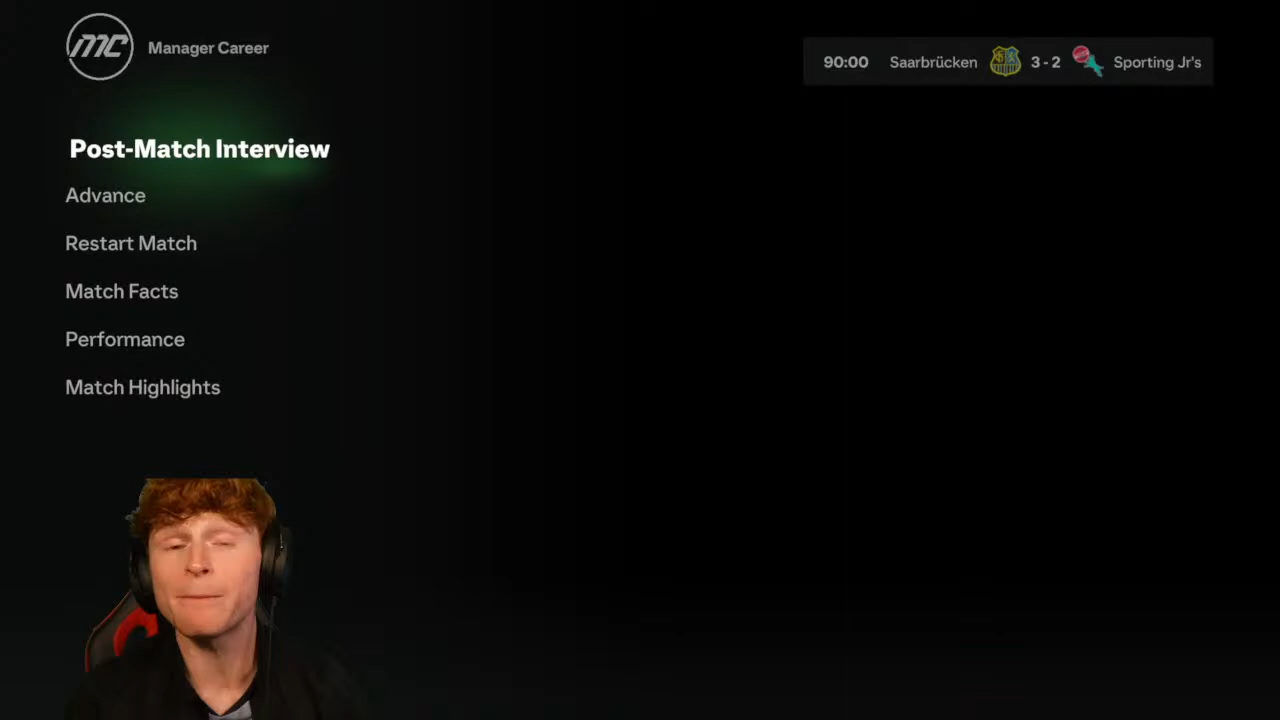 MC Manager Career
90:00 Saarbrücken 3 - 2 Sporting Jr's
Post-Match Interview
Advance
Restart Match
Match Facts
Performance
Match Highlights